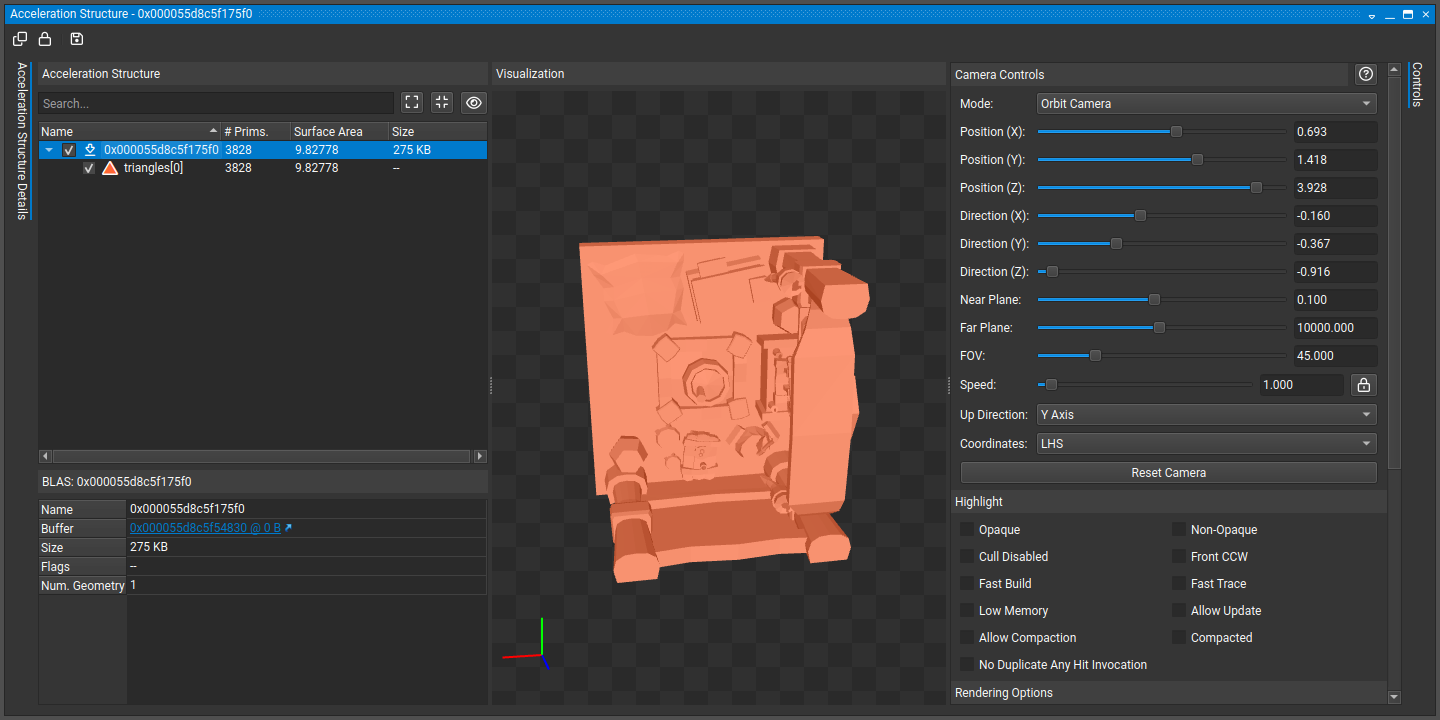 Acceleration Structure - 0x000055d8c5f175f0
Acceleration Structure Details
Acceleration Structure
Search...
Name # Prims. Surface Area Size
0x000055d8c5f175f0 3828 9.82778 275 KB
triangles[0] 3828 9.82778 --
BLAS: 0x000055d8c5f175f0
Name 0x000055d8c5f175f0
Buffer 0x000055d8c5f54830 @ 0 B
Size 275 KB
Flags --
Num. Geometry 1
Visualization
Camera Controls
Mode: Orbit Camera
Position (X): 0.693
Position (Y): 1.418
Position (Z): 3.928
Direction (X): -0.160
Direction (Y): -0.367
Direction (Z): -0.916
Near Plane: 0.100
Far Plane: 10000.000
FOV: 45.000
Speed: 1.000
Up Direction: Y Axis
Coordinates: LHS
Reset Camera
Highlight
Opaque Non-Opaque
Cull Disabled Front CCW
Fast Build Fast Trace
Low Memory Allow Update
Allow Compaction Compacted
No Duplicate Any Hit Invocation
Rendering Options
Controls